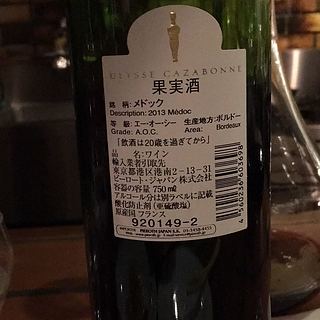 ULYSSE CAZABONNE
果実酒
銘 柄: メドック
Description: 2013 Médoc
等 級: エー・オー・シー 生産地方: ボルドー
Grade: A.O.C. Area: Bordeaux
「飲酒は20歳を過ぎてから」
品 名: ワイン
輸入業者引取先
東京都港区港南2-13-31
ピーロート・ジャパン株式会社
容器の容量 750㎖
アルコール分は別ラベルに記載
酸化防止剤(亜硫酸塩)
原産国 フランス
920149-2
4560236603698
IMPORTER PIEROTH JAPAN K.K.